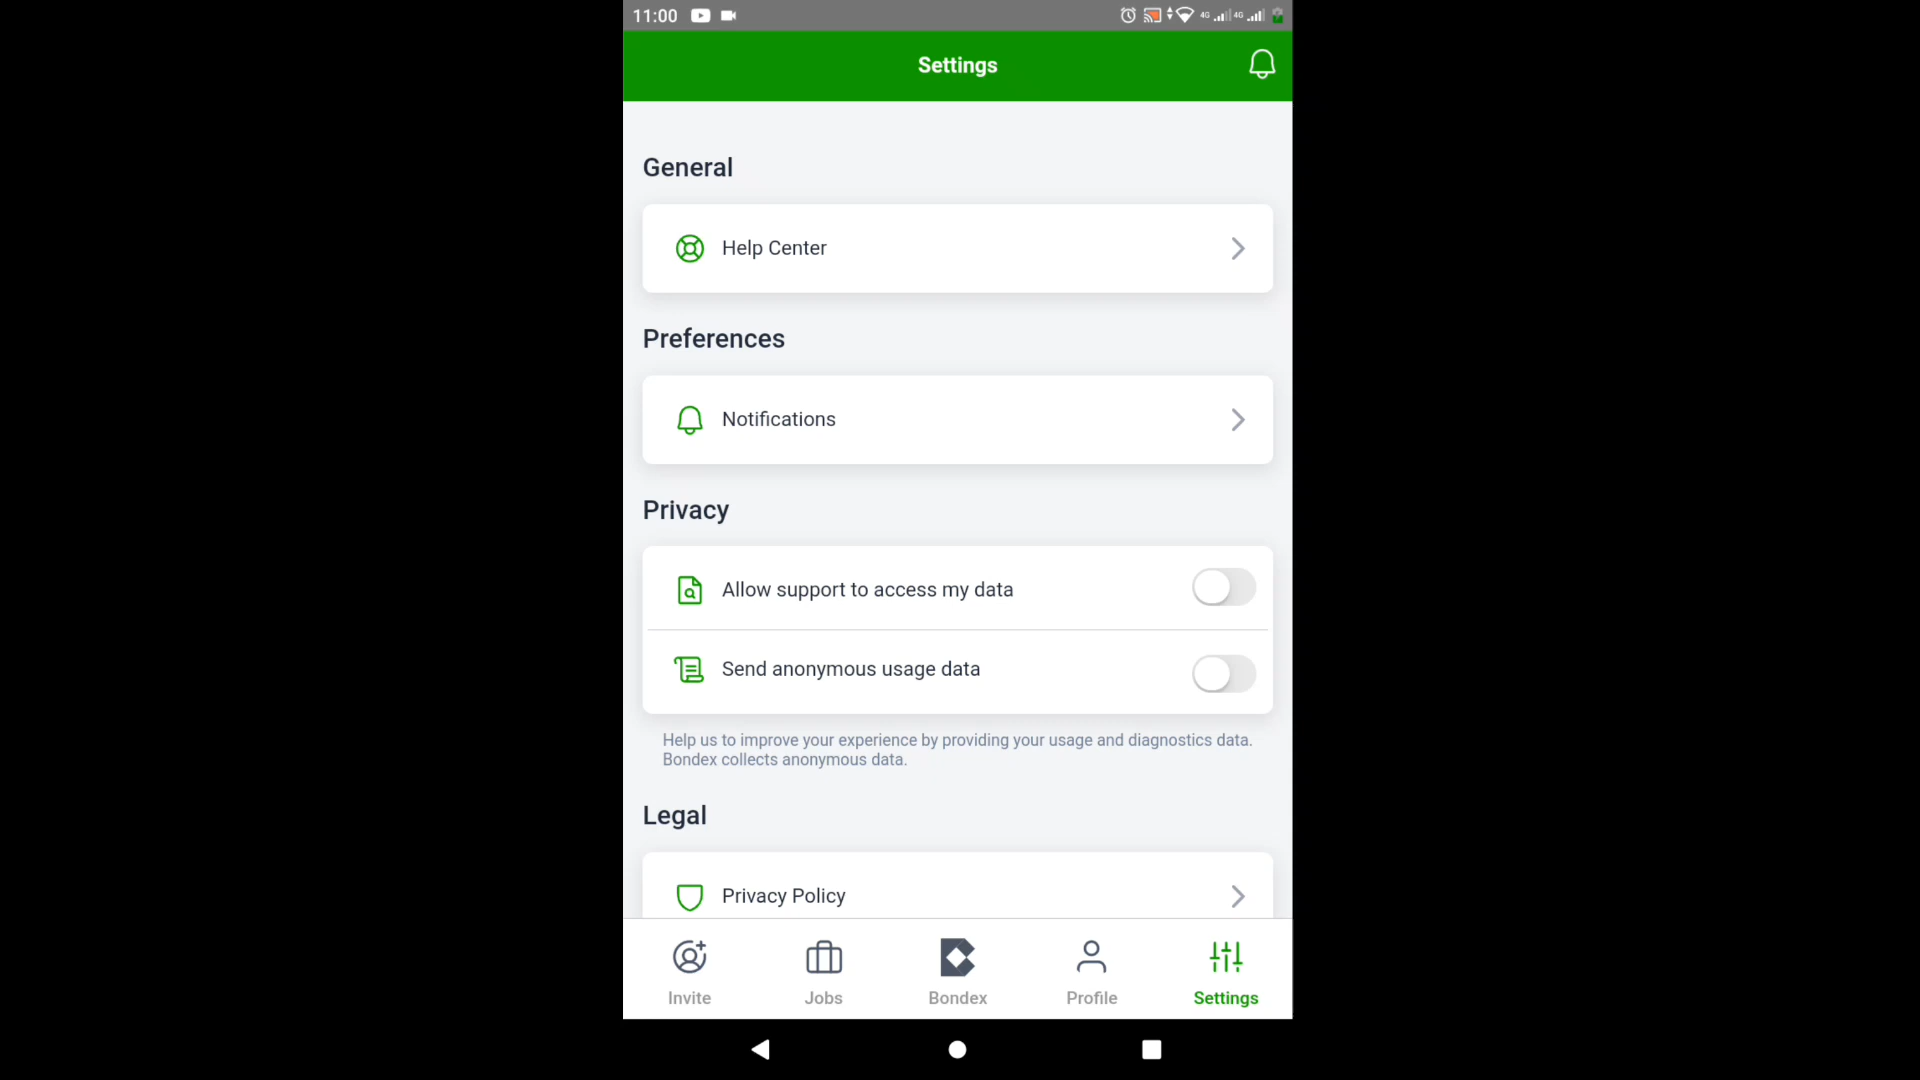 11:00
4G
4G
Settings
General
Help Center
Preferences
Notifications
Privacy
Allow support to access my data
Send anonymous usage data
Help us to improve your experience by providing your usage and diagnostics data.
Bondex collects anonymous data.
Legal
Privacy Policy
Invite
Jobs
Bondex
Profile
Settings